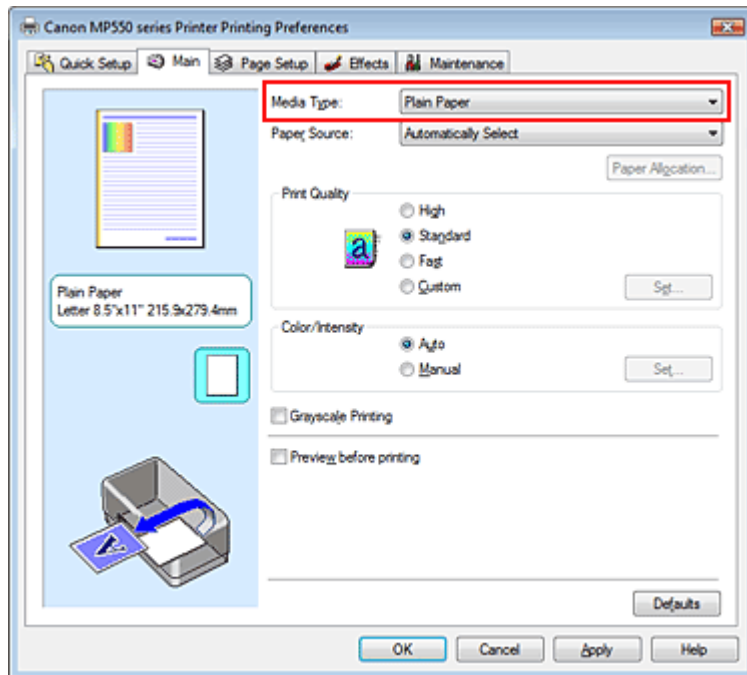 Canon MP550 series Printer Printing Preferences
Quick Setup Main Page Setup Effects Maintenance
Media Type: Plain Paper
Paper Source: Automatically Select
Paper Allocation...
Print Quality
High
a Standard
Fast
Custom Set...
Plain Paper
Letter 8.5"x11" 215.9x279.4mm
Color/Intensity
Auto
Manual Set...
Grayscale Printing
Preview before printing
Defaults
OK Cancel Apply Help